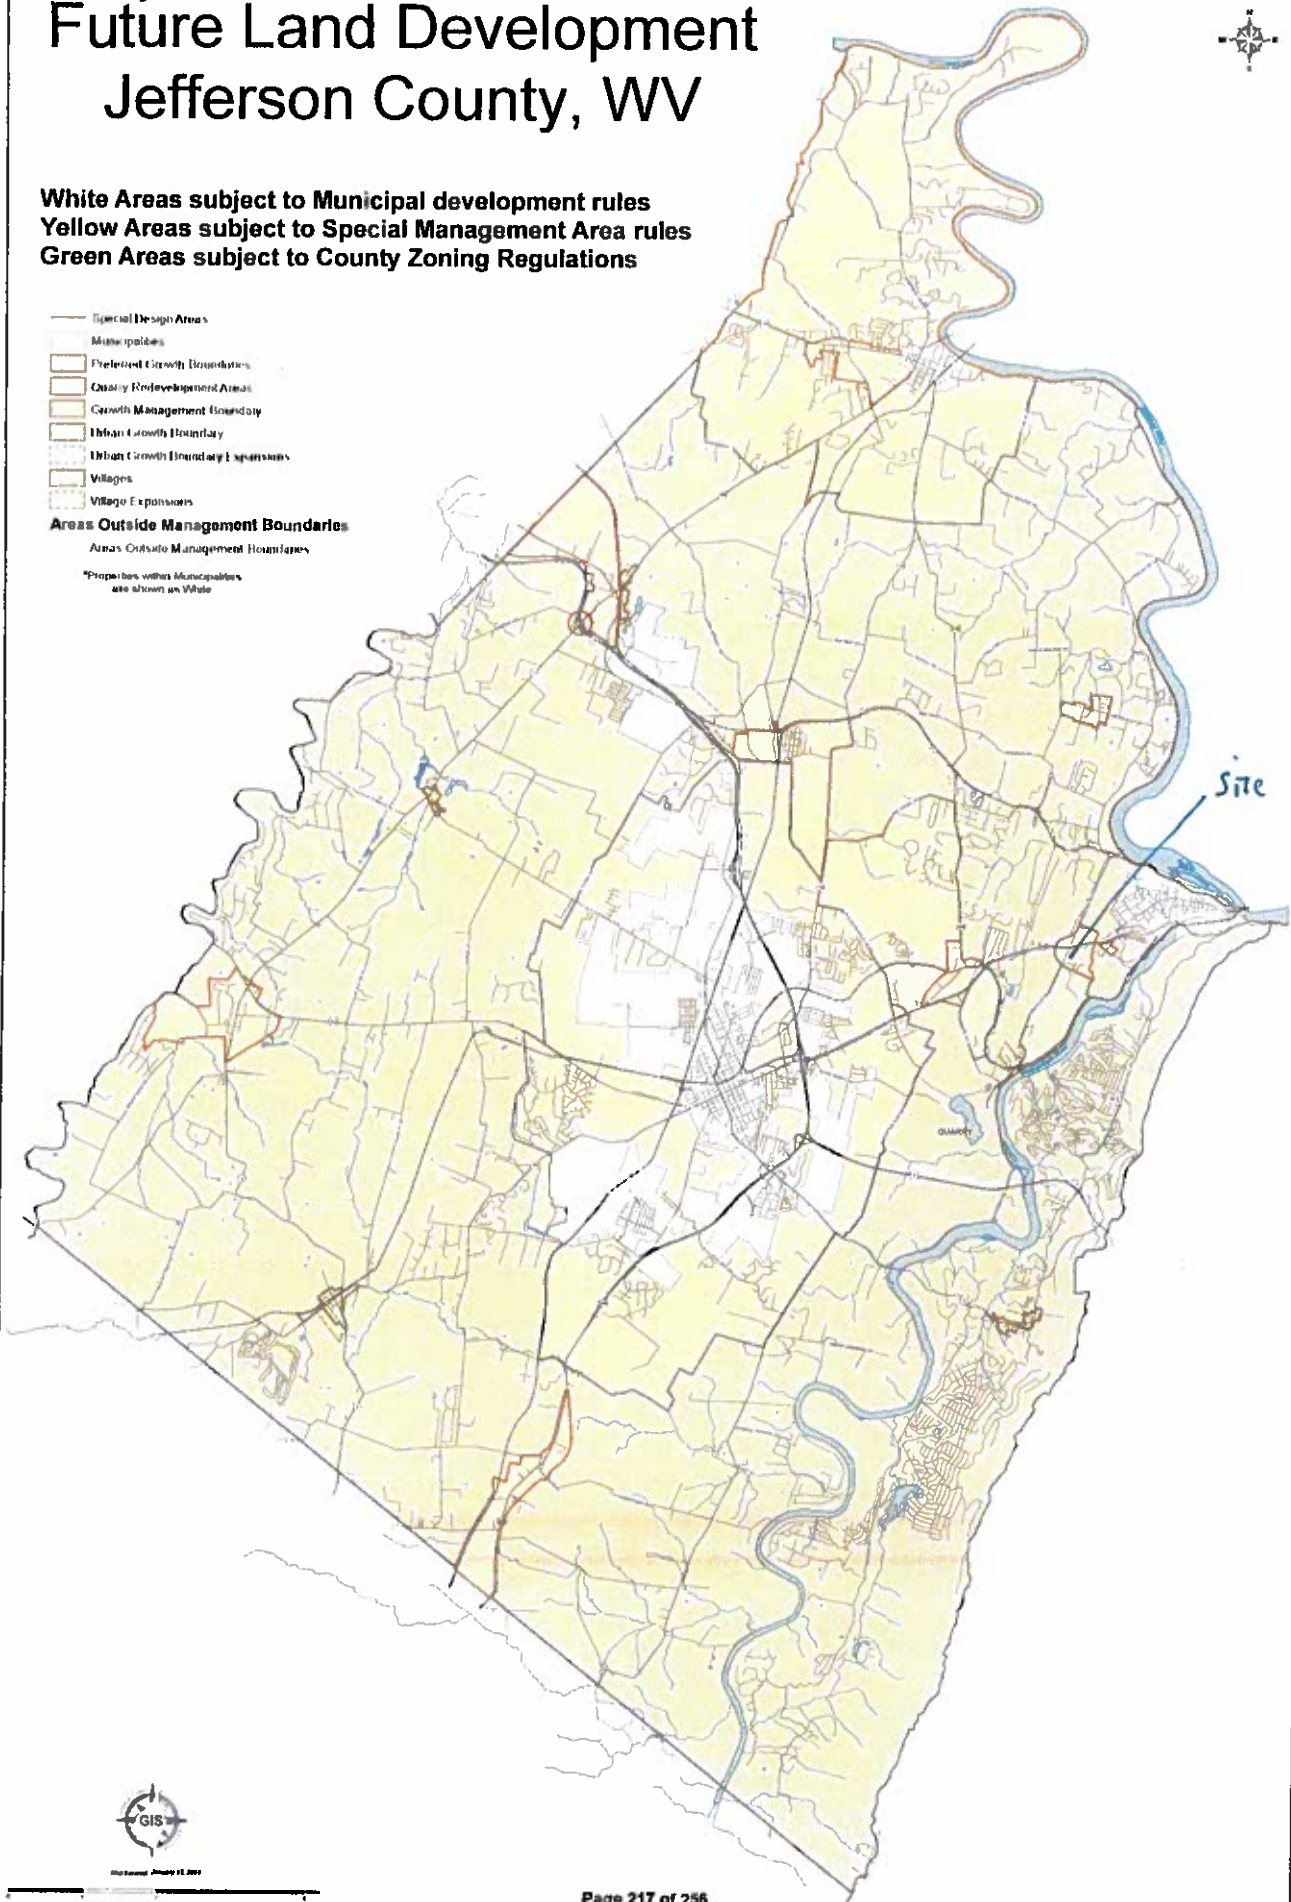 Future Land Development
Jefferson County, WV
White Areas subject to Municipal development rules
Yellow Areas subject to Special Management Area rules
Green Areas subject to County Zoning Regulations
Special Design Areas
Municipalities
Preferred Growth Boundaries
Quality Redevelopment Areas
Growth Management Boundary
Urban Growth Boundary
Urban Growth Boundary Expansions
Villages
Village Expansions
Areas Outside Management Boundaries
Areas Outside Management Boundaries
*Properties within Municipalities
are shown as White
Site
QUARRY
GIS
Page 217 of 256